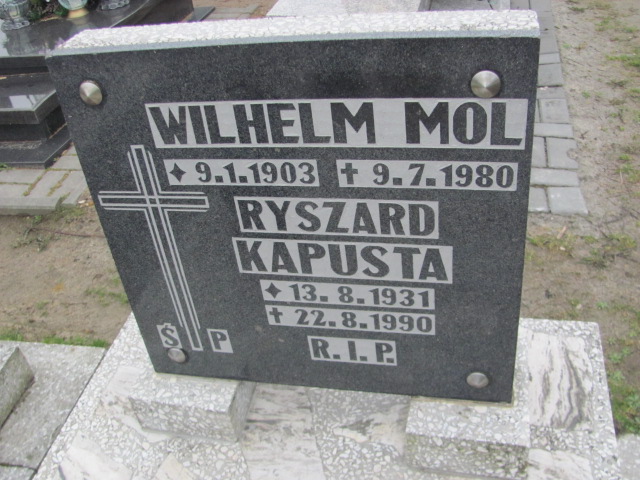 WILHELM MOL
✦ 9.1.1903 ✝ 9.7.1980
RYSZARD
KAPUSTA
✦ 13.8.1931
✝ 22.8.1990
Ś P
R.I.P.